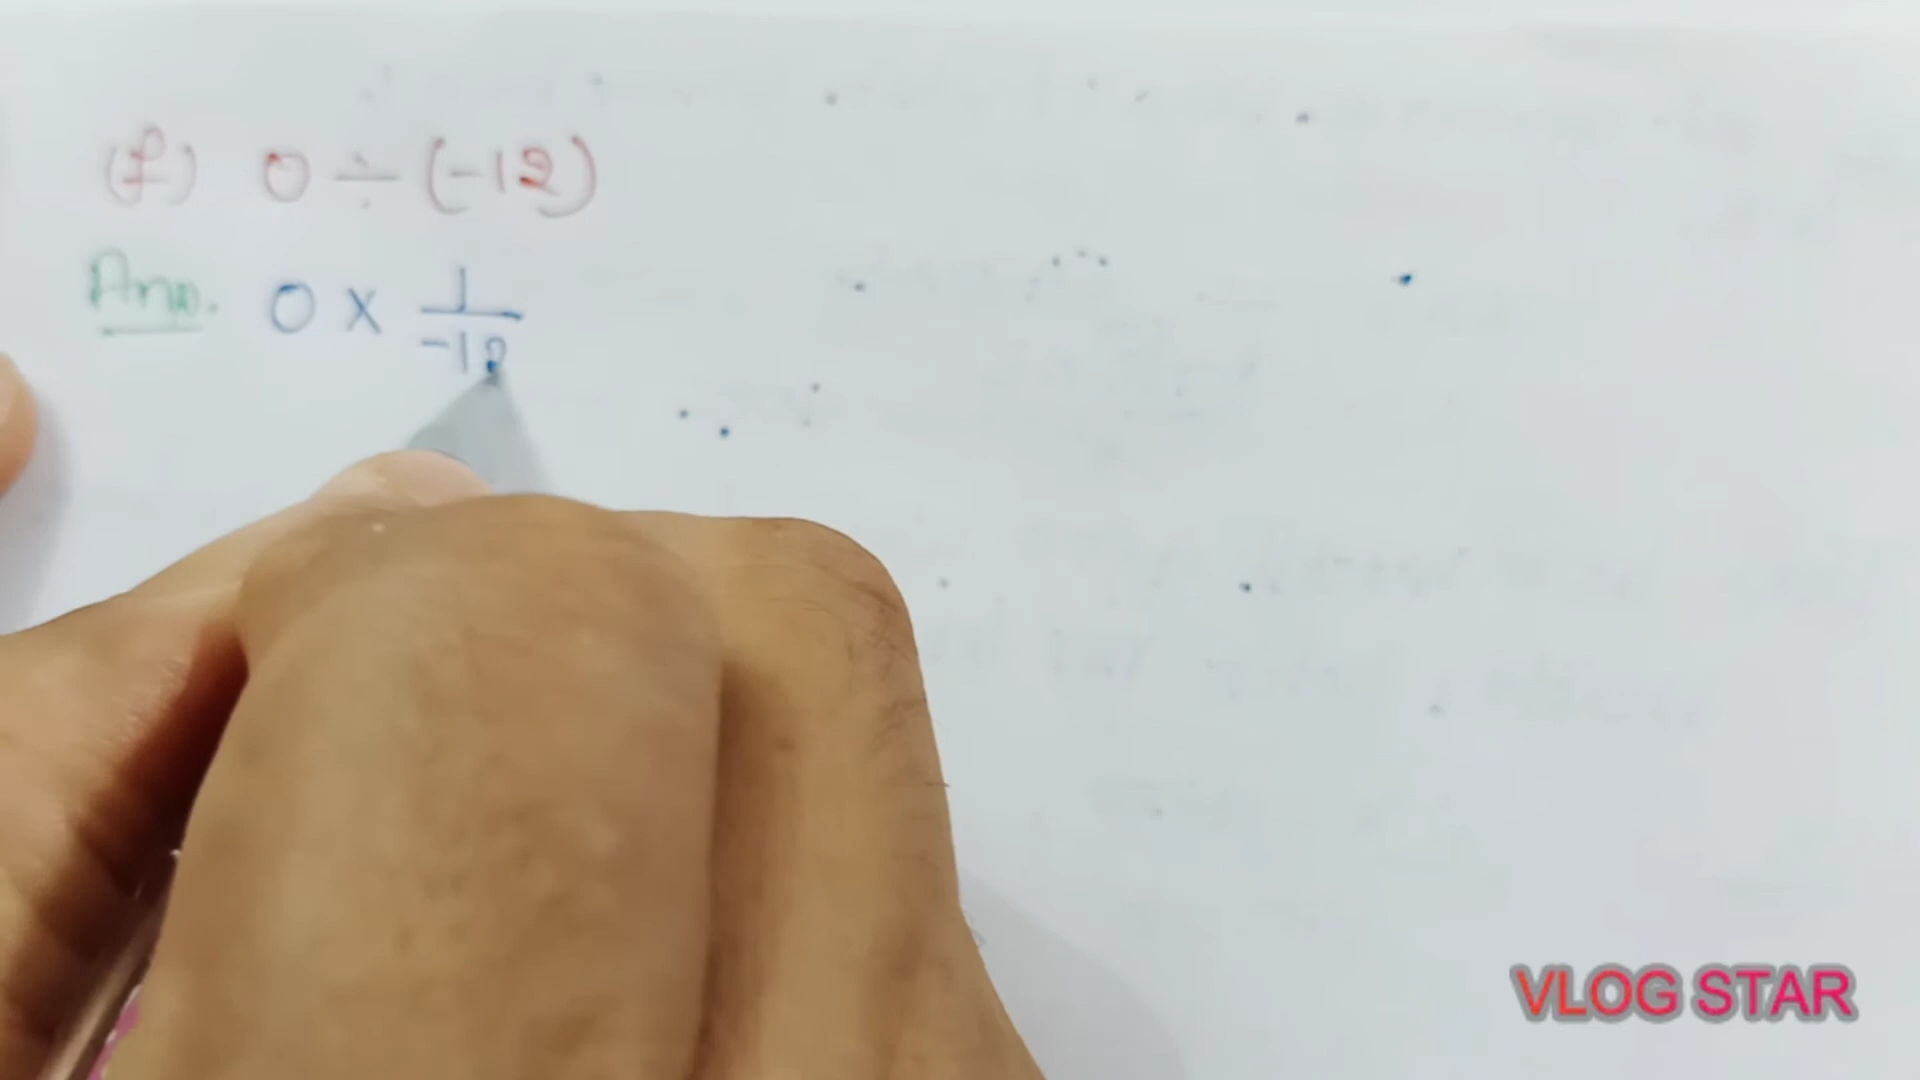 (f) 0 ÷ (-12)
Ans. 0 × 1/-12
VLOG STAR